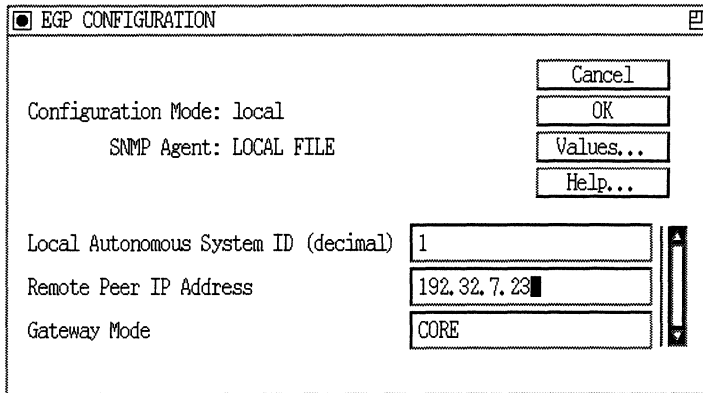 EGP CONFIGURATION
Cancel
Configuration Mode: local
OK
SNMP Agent: LOCAL FILE
Values...
Help...
Local Autonomous System ID (decimal) 1
Remote Peer IP Address 192.32.7.23
Gateway Mode CORE